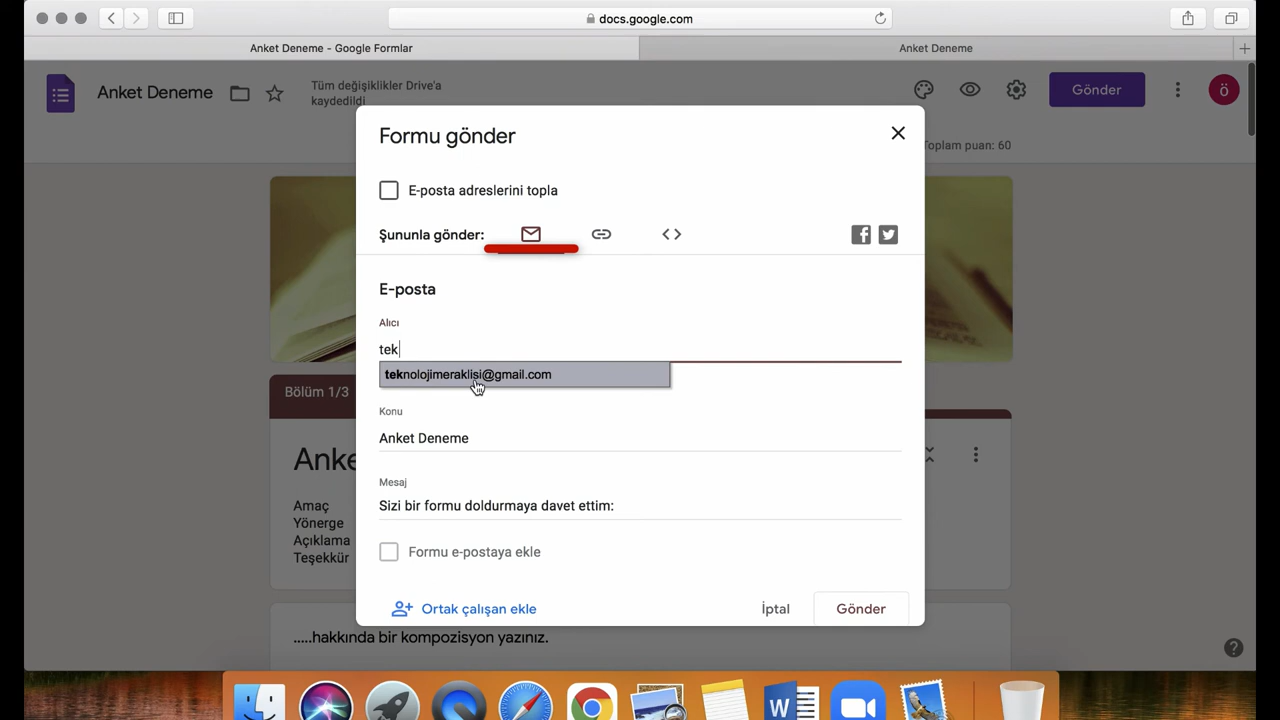 docs.google.com
Anket Deneme - Google Formlar
Anket Deneme
Anket Deneme
Tüm değişiklikler Drive'a
kaydedildi
Gönder
ö
Formu gönder
Toplam puan: 60
E-posta adreslerini topla
Şununla gönder:
E-posta
Alıcı
tek
teknolojimeraklisi@gmail.com
Bölüm 1/3
Konu
Anket Deneme
Anke
Mesaj
Sizi bir formu doldurmaya davet ettim:
Amaç
Yönerge
Açıklama
Teşekkür
Formu e-postaya ekle
Ortak çalışan ekle
İptal
Gönder
.....hakkında bir kompozisyon yazınız.